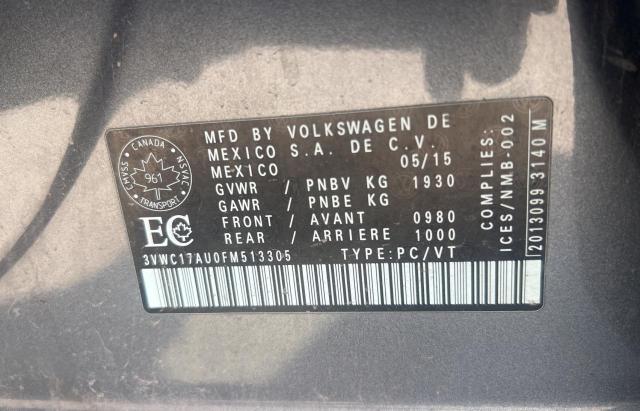 MFD BY VOLKSWAGEN DE
MEXICO S.A. DE C.V.
MEXICO 05/15
GVWR / PNBV KG 1930
GAWR / PNBE KG
FRONT / AVANT 0980
REAR / ARRIERE 1000
3VWC17AU0FM513305 TYPE:PC/VT
CANADA
CMVSS NSVAC
961
TRANSPORT
EC
COMPLIES:
ICES/NMB-002
2013099 3140 M